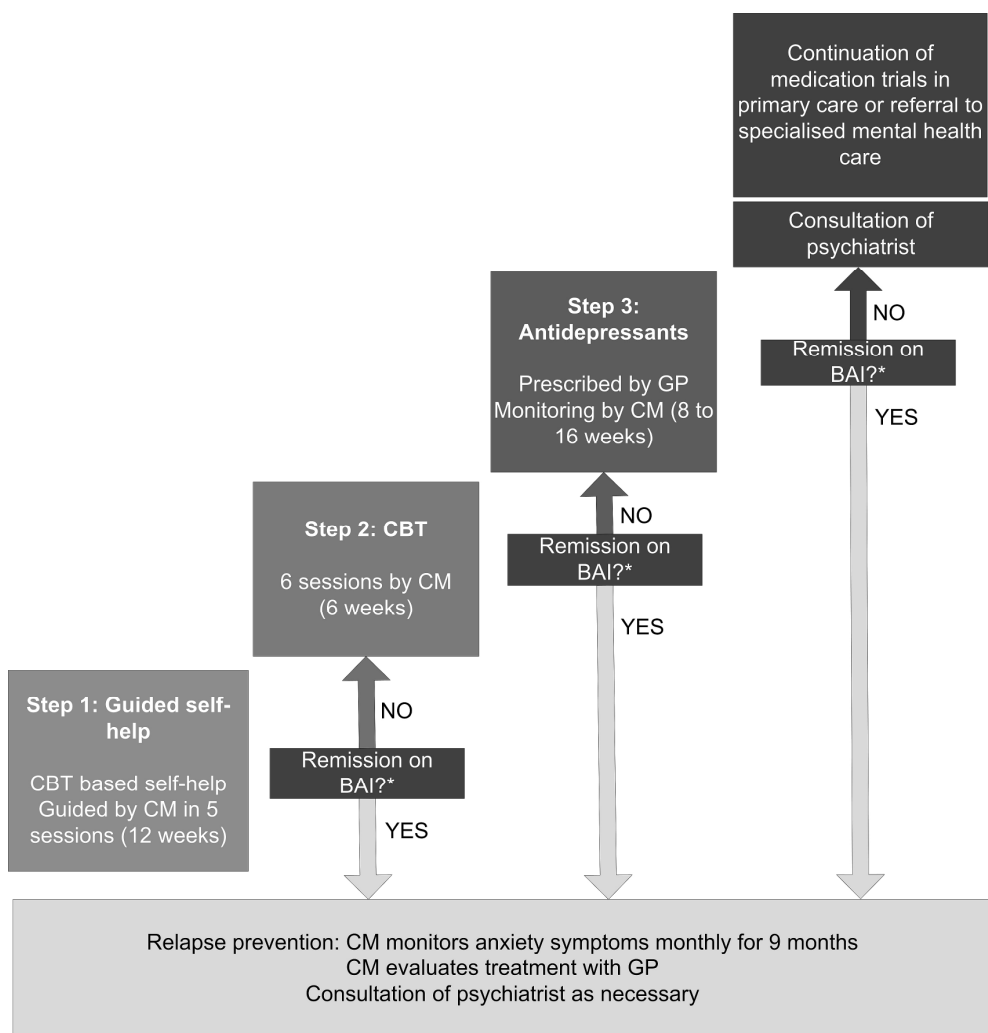 Continuation of
medication trials in
primary care or referral to
specialised mental health
care
Consultation of
psychiatrist
NO
Remission on
BAI?*
YES
Step 3:
Antidepressants
Prescribed by GP
Monitoring by CM (8 to
16 weeks)
NO
Remission on
BAI?*
YES
Step 2: CBT
6 sessions by CM
(6 weeks)
NO
Remission on
BAI?*
YES
Step 1: Guided self-
help
CBT based self-help
Guided by CM in 5
sessions (12 weeks)
Relapse prevention: CM monitors anxiety symptoms monthly for 9 months
CM evaluates treatment with GP
Consultation of psychiatrist as necessary